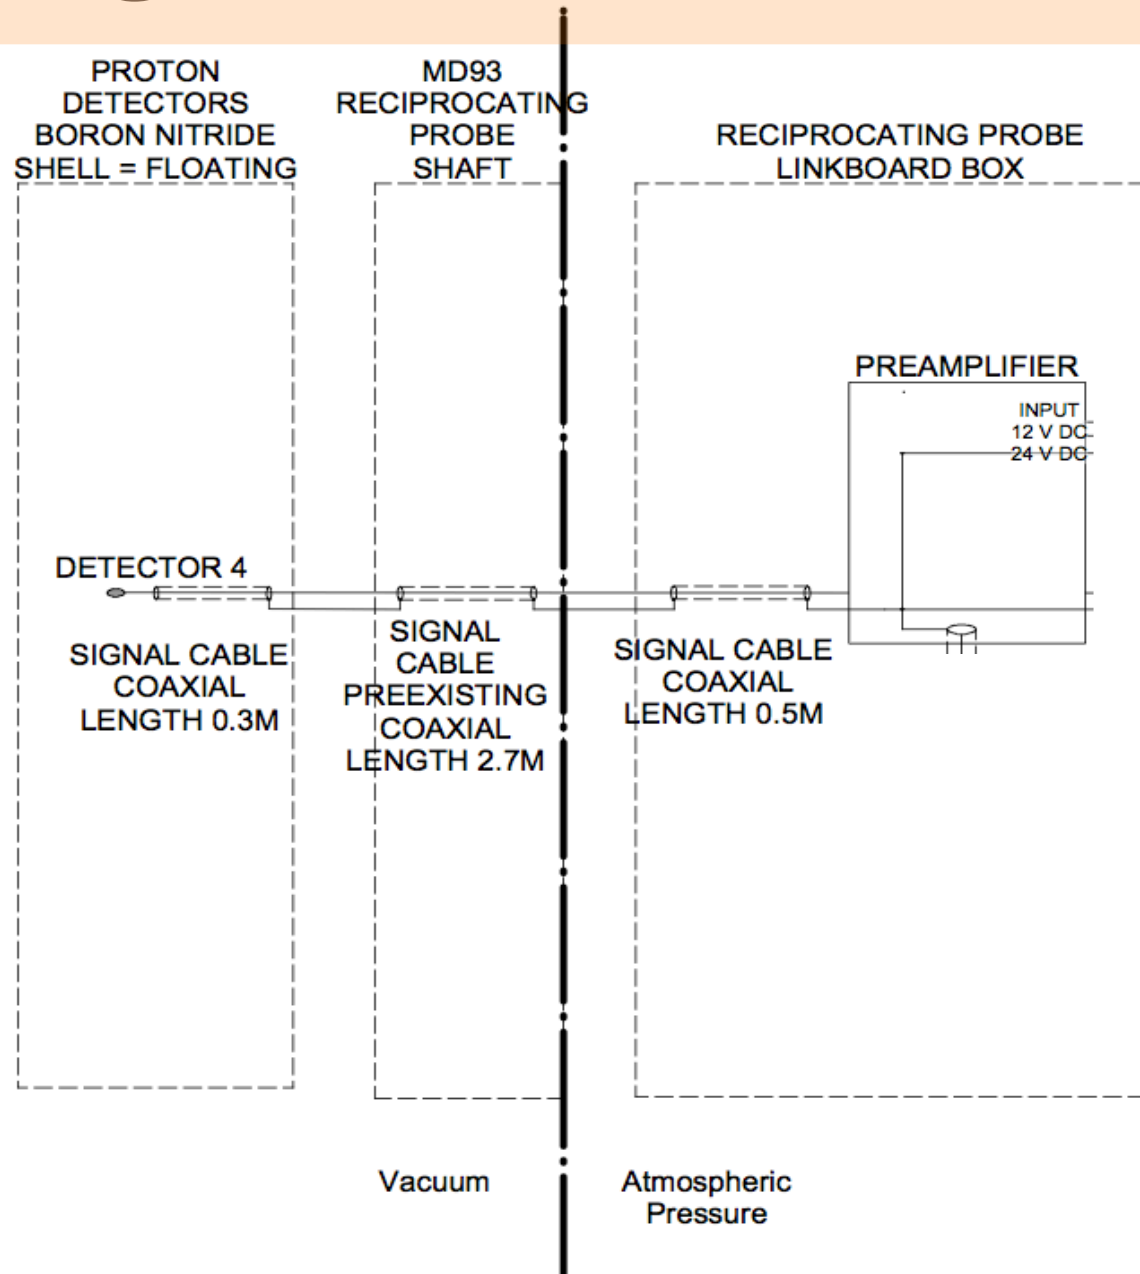 PROTON
DETECTORS
BORON NITRIDE
SHELL = FLOATING
MD93
RECIPROCATING
PROBE
SHAFT
RECIPROCATING PROBE
LINKBOARD BOX
PREAMPLIFIER
INPUT
12 V DC
24 V DC
DETECTOR 4
SIGNAL CABLE
COAXIAL
LENGTH 0.3M
SIGNAL
CABLE
PREEXISTING
COAXIAL
LENGTH 2.7M
SIGNAL CABLE
COAXIAL
LENGTH 0.5M
Vacuum
Atmospheric
Pressure